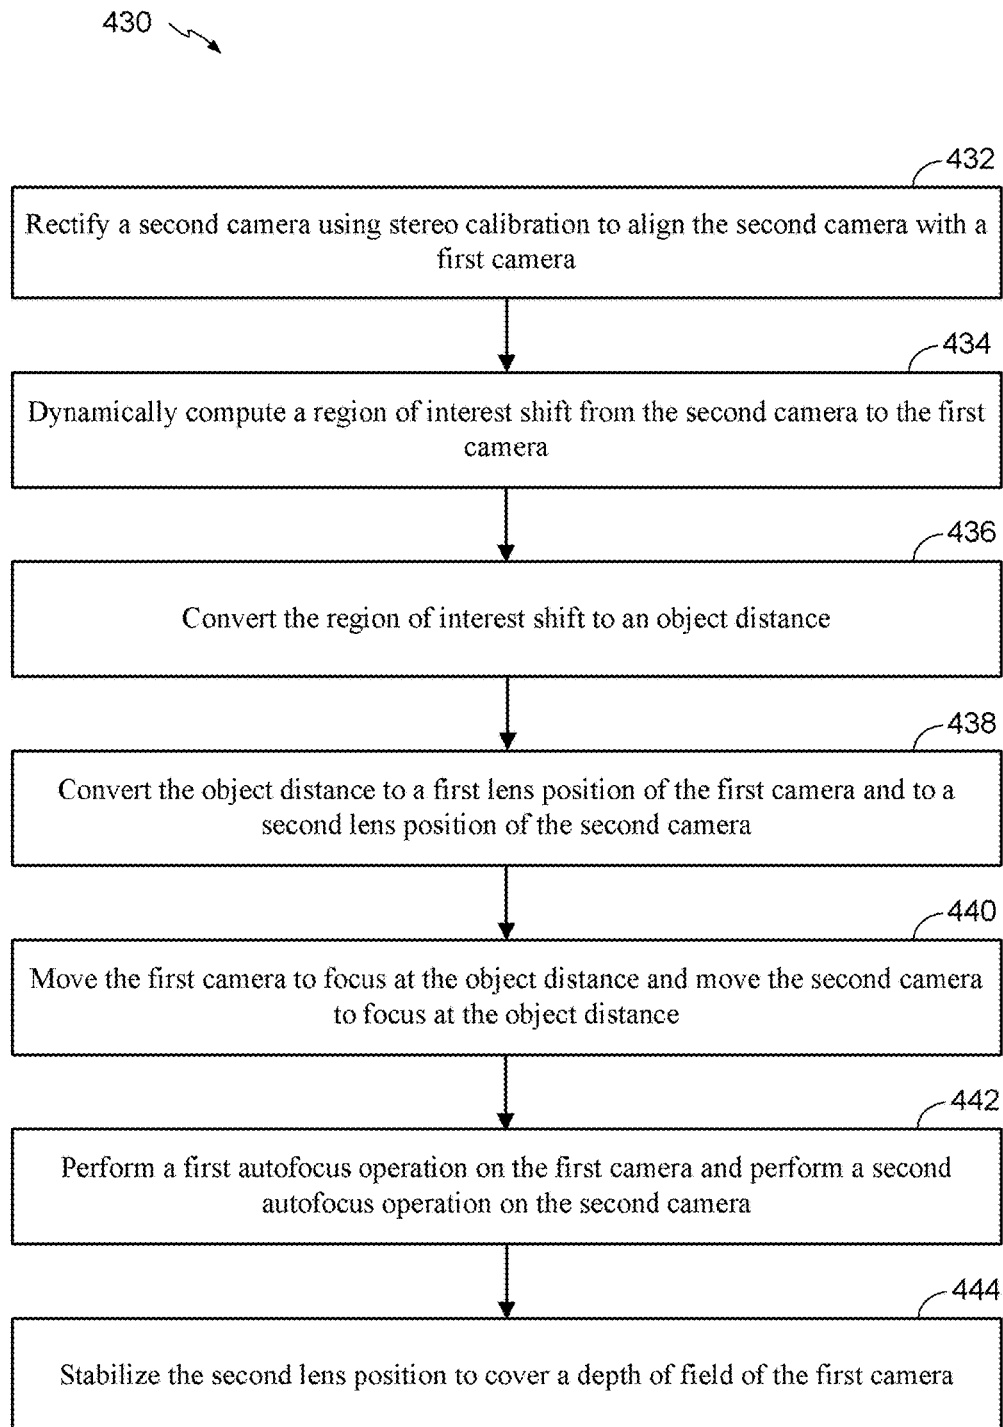 430
432
Rectify a second camera using stereo calibration to align the second camera with a
first camera
434
Dynamically compute a region of interest shift from the second camera to the first
camera
436
Convert the region of interest shift to an object distance
438
Convert the object distance to a first lens position of the first camera and to a
second lens position of the second camera
440
Move the first camera to focus at the object distance and move the second camera
to focus at the object distance
442
Perform a first autofocus operation on the first camera and perform a second
autofocus operation on the second camera
444
Stabilize the second lens position to cover a depth of field of the first camera